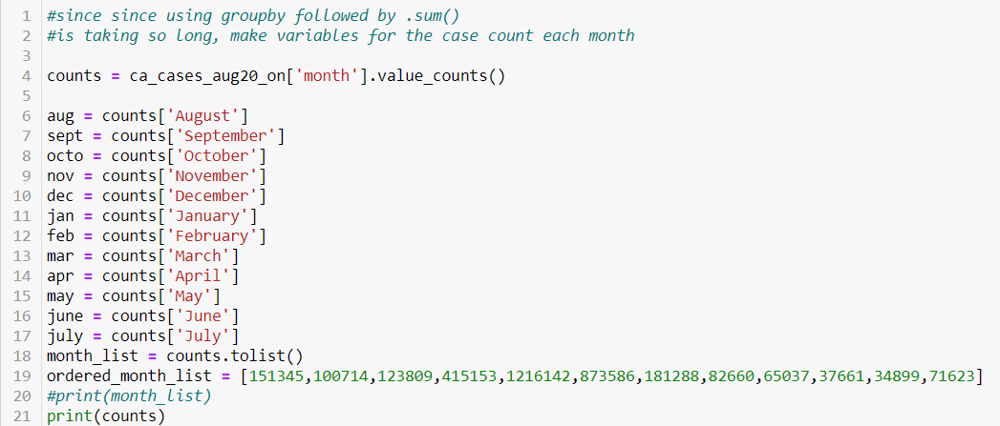 1 #since since using groupby followed by .sum()
2 #is taking so long, make variables for the case count each month
3
4 counts = ca_cases_aug20_on['month'].value_counts()
5
6 aug = counts['August']
7 sept = counts['September']
8 octo = counts['October']
9 nov = counts['November']
10 dec = counts['December']
11 jan = counts['January']
12 feb = counts['February']
13 mar = counts['March']
14 apr = counts['April']
15 may = counts['May']
16 june = counts['June']
17 july = counts['July']
18 month_list = counts.tolist()
19 ordered_month_list = [151345,100714,123809,415153,1216142,873586,181288,82660,65037,37661,34899,71623]
20 #print(month_list)
21 print(counts)